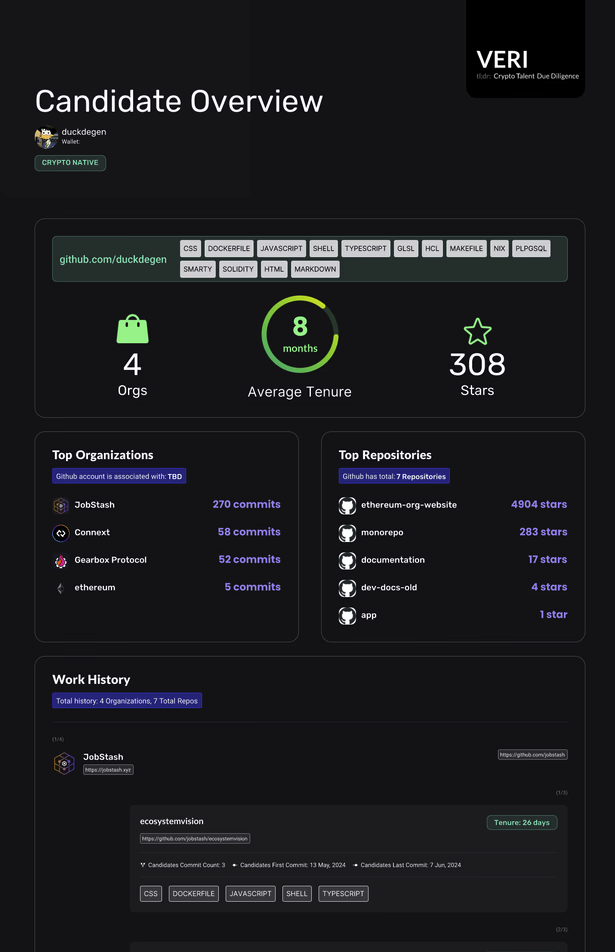 VERI
tl;dr: Crypto Talent Due Diligence
Candidate Overview
duckdegen
Wallet:
CRYPTO NATIVE
github.com/duckdegen
CSS DOCKERFILE JAVASCRIPT SHELL TYPESCRIPT GLSL HCL MAKEFILE NIX PLPGSQL
SMARTY SOLIDITY HTML MARKDOWN
4
Orgs
8
months
Average Tenure
308
Stars
Top Organizations
Github account is associated with: TBD
JobStash 270 commits
Connext 58 commits
Gearbox Protocol 52 commits
ethereum 5 commits
Top Repositories
Github has total: 7 Repositories
ethereum-org-website 4904 stars
monorepo 283 stars
documentation 17 stars
dev-docs-old 4 stars
app 1 star
Work History
Total history: 4 Organizations, 7 Total Repos
(1/4)
JobStash
https://jobstash.xyz
https://github.com/jobstash
(1/3)
ecosystemvision
Tenure: 26 days
https://github.com/jobstash/ecosystemvision
Candidates Commit Count: 3 Candidates First Commit: 13 May, 2024 Candidates Last Commit: 7 Jun, 2024
CSS DOCKERFILE JAVASCRIPT SHELL TYPESCRIPT
(2/3)